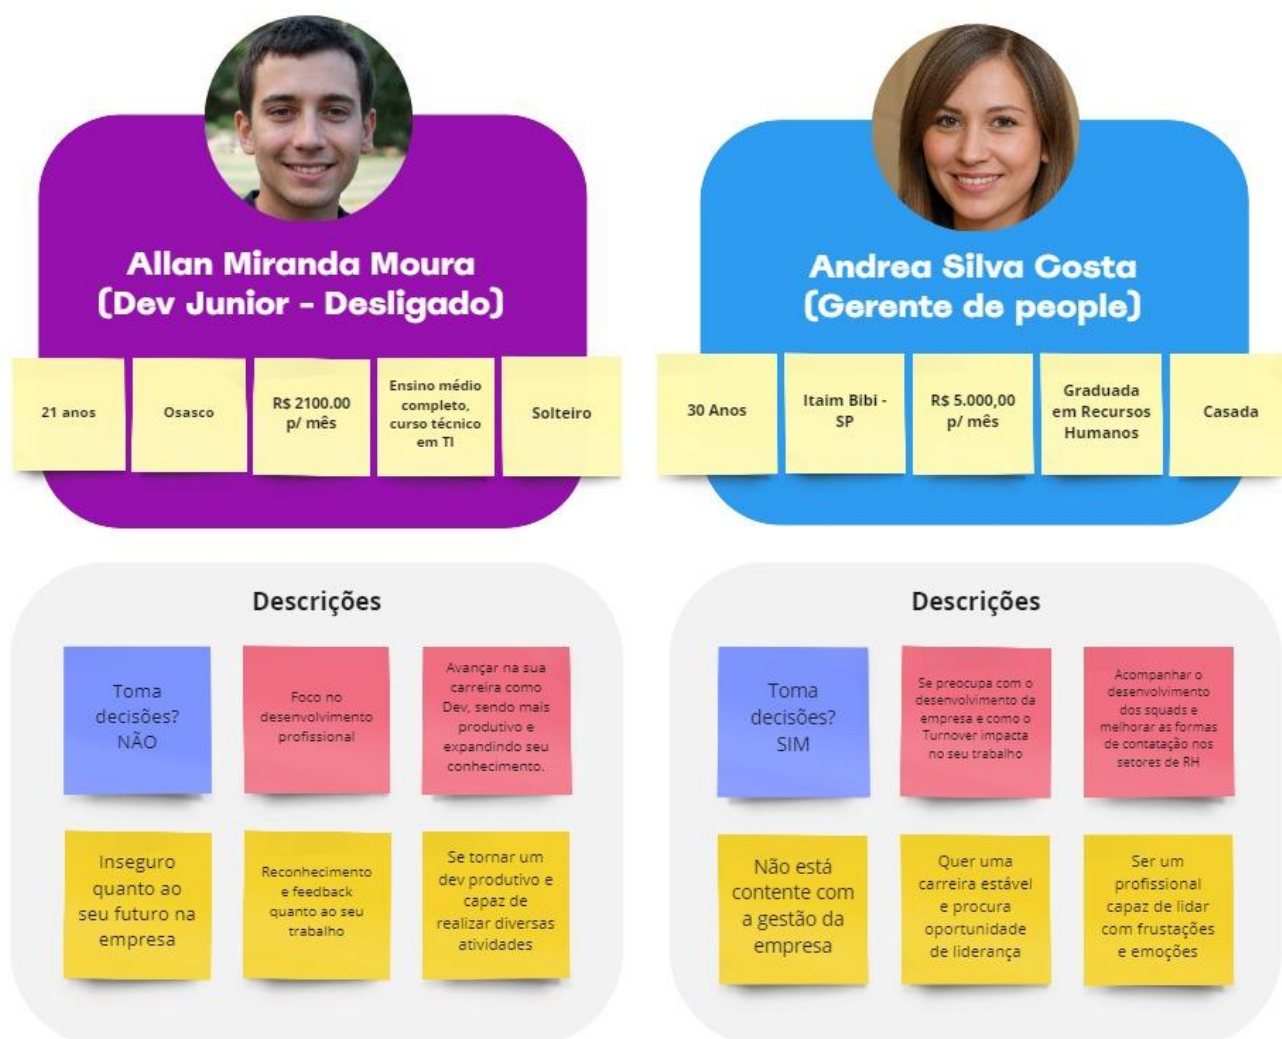 Allan Miranda Moura
(Dev Junior - Desligado)
21 anos
Osasco
R$ 2100.00
p/ mês
Ensino médio
completo,
curso técnico
em TI
Solteiro
Descrições
Toma
decisões?
NÃO
Foco no
desenvolvimento
profissional
Avançar na sua
carreira como
Dev, sendo mais
produtivo e
expandindo seu
conhecimento.
Inseguro
quanto ao
seu futuro na
empresa
Reconhecimento
e feedback
quanto ao seu
trabalho
Se tornar um
dev produtivo e
capaz de
realizar diversas
atividades
Andrea Silva Costa
(Gerente de people)
30 Anos
Itaim Bibi -
SP
R$ 5.000,00
p/ mês
Graduada
em Recursos
Humanos
Casada
Descrições
Toma
decisões?
SIM
Se preocupa com o
desenvolvimento da
empresa e como o
Turnover impacta
no seu trabalho
Acompanhar o
desenvolvimento
dos squads e
melhorar as formas
de contatação nos
setores de RH
Não está
contente com
a gestão da
empresa
Quer uma
carreira estável
e procura
oportunidade
de liderança
Ser um
profissional
capaz de lidar
com frustações
e emoções